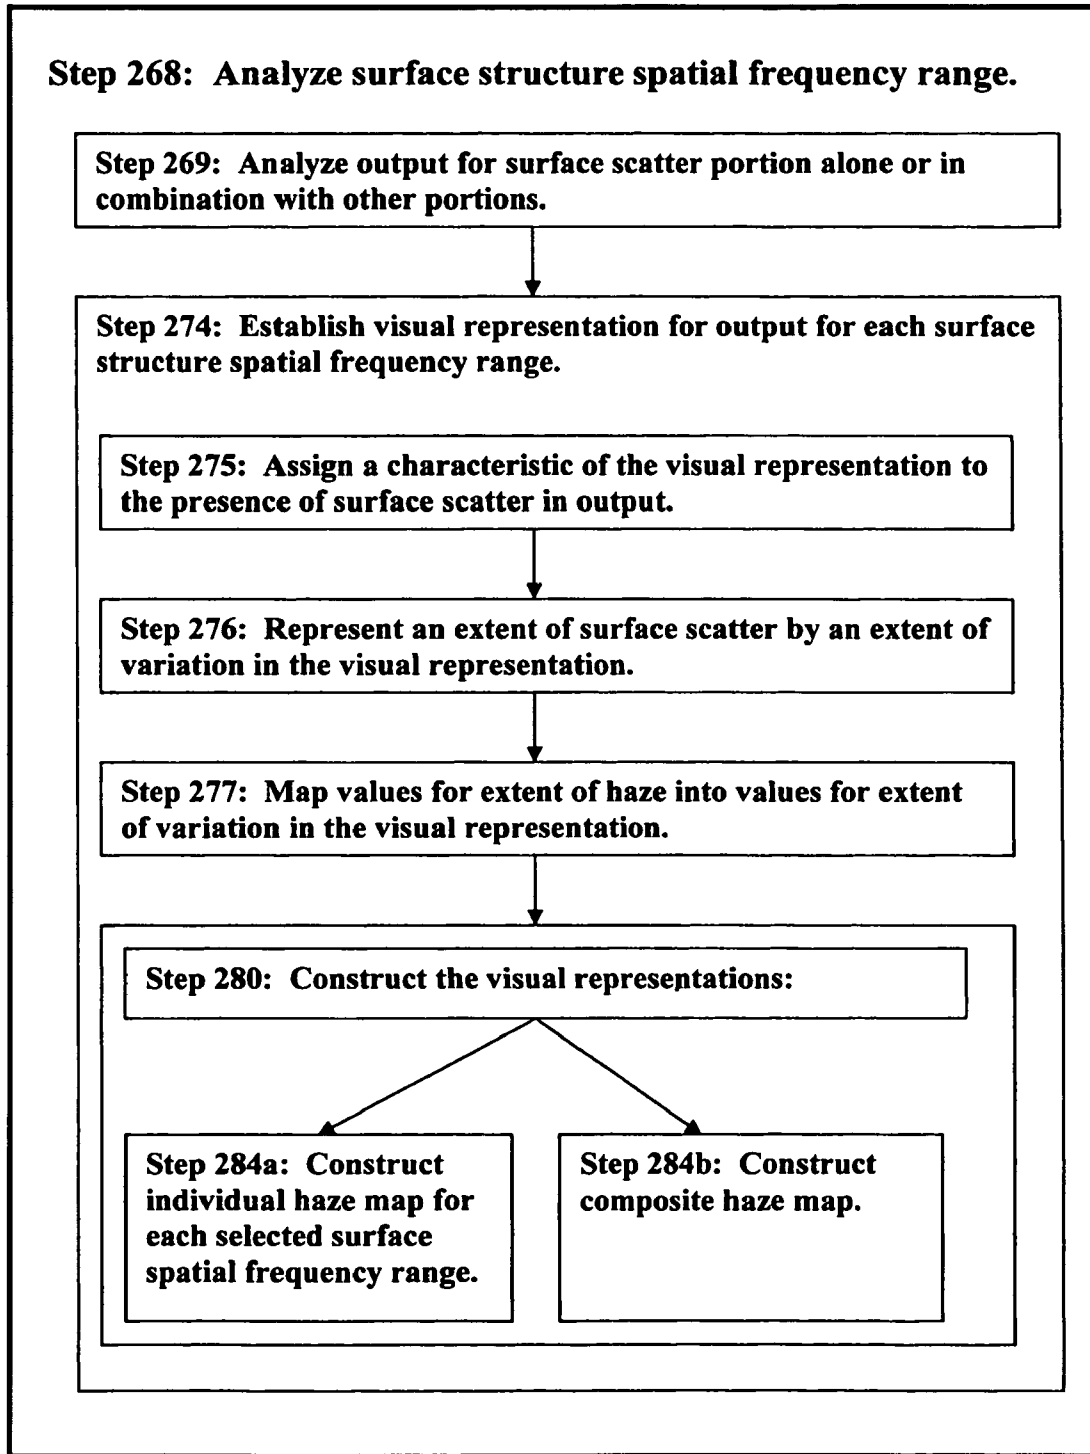 Step 268: Analyze surface structure spatial frequency range.
Step 269: Analyze output for surface scatter portion alone or in
combination with other portions.
Step 274: Establish visual representation for output for each surface
structure spatial frequency range.
Step 275: Assign a characteristic of the visual representation to
the presence of surface scatter in output.
Step 276: Represent an extent of surface scatter by an extent of
variation in the visual representation.
Step 277: Map values for extent of haze into values for extent
of variation in the visual representation.
Step 280: Construct the visual representations:
Step 284a: Construct
individual haze map for
each selected surface
spatial frequency range.
Step 284b: Construct
composite haze map.